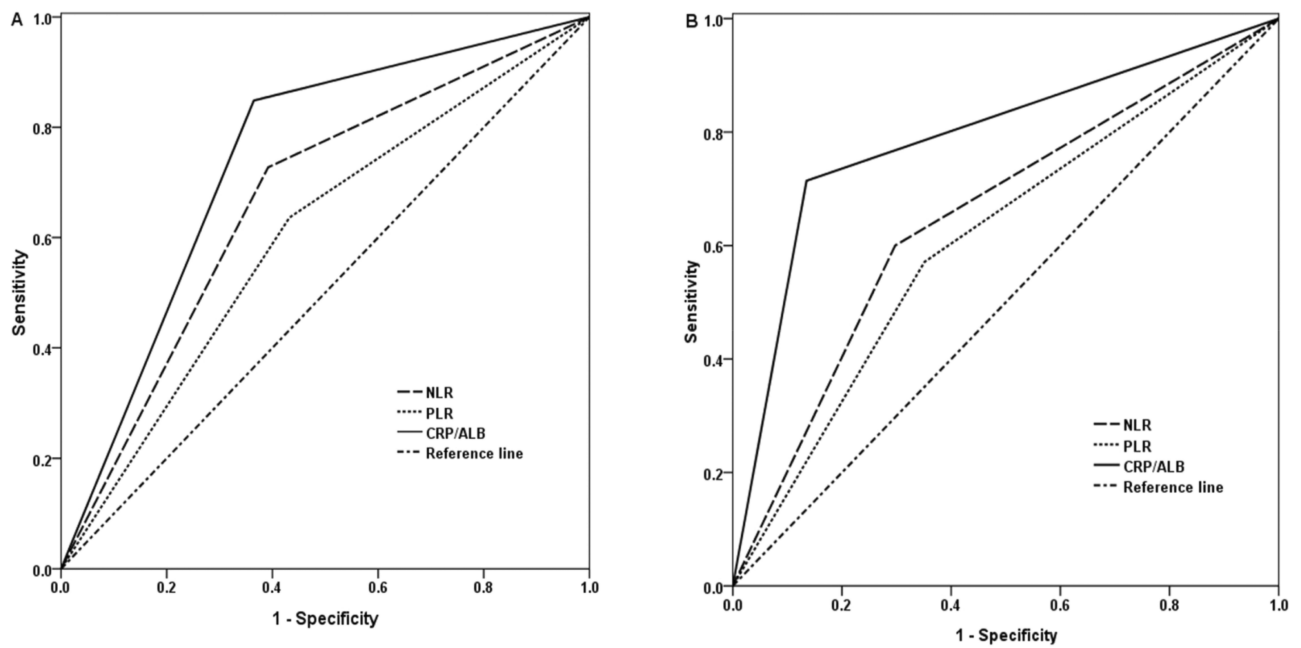 A
1.0
0.8
0.6
0.4
0.2
0.0
Sensitivity
NLR
PLR
CRP/ALB
Reference line
0.0 0.2 0.4 0.6 0.8 1.0
1 - Specificity
B
1.0
0.8
0.6
0.4
0.2
0.0
Sensitivity
NLR
PLR
CRP/ALB
Reference line
0.0 0.2 0.4 0.6 0.8 1.0
1 - Specificity